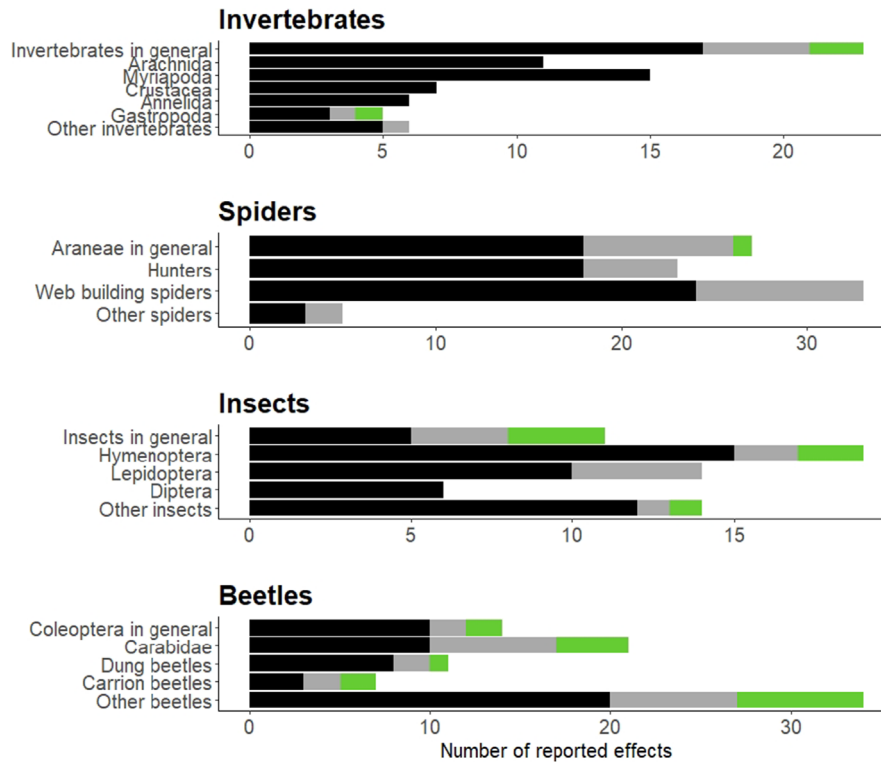 Invertebrates
Invertebrates in general
Arachnida
Myriapoda
Crustacea
Annelida
Gastropoda
Other invertebrates
0 5 10 15 20
Spiders
Araneae in general
Hunters
Web building spiders
Other spiders
0 10 20 30
Insects
Insects in general
Hymenoptera
Lepidoptera
Diptera
Other insects
0 5 10 15
Beetles
Coleoptera in general
Carabidae
Dung beetles
Carrion beetles
Other beetles
0 10 20 30
Number of reported effects